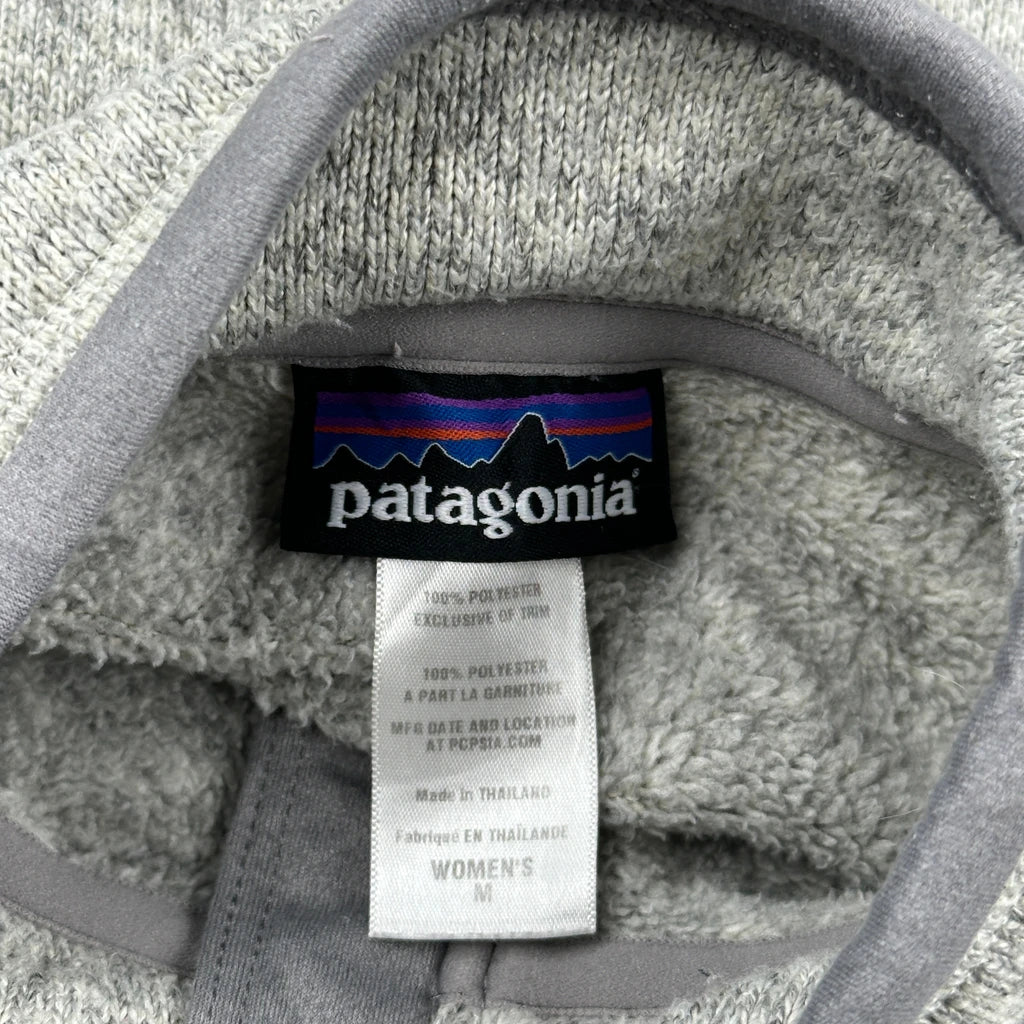 patagonia®
100% POLYESTER
EXCLUSIVE OF TRIM
100% POLYESTER
A PART LA GARNITURE
MFG DATE AND LOCATION
AT PCPSIA.COM
Made in THAILAND
Fabriqué EN THAÏLANDE
WOMEN'S
M